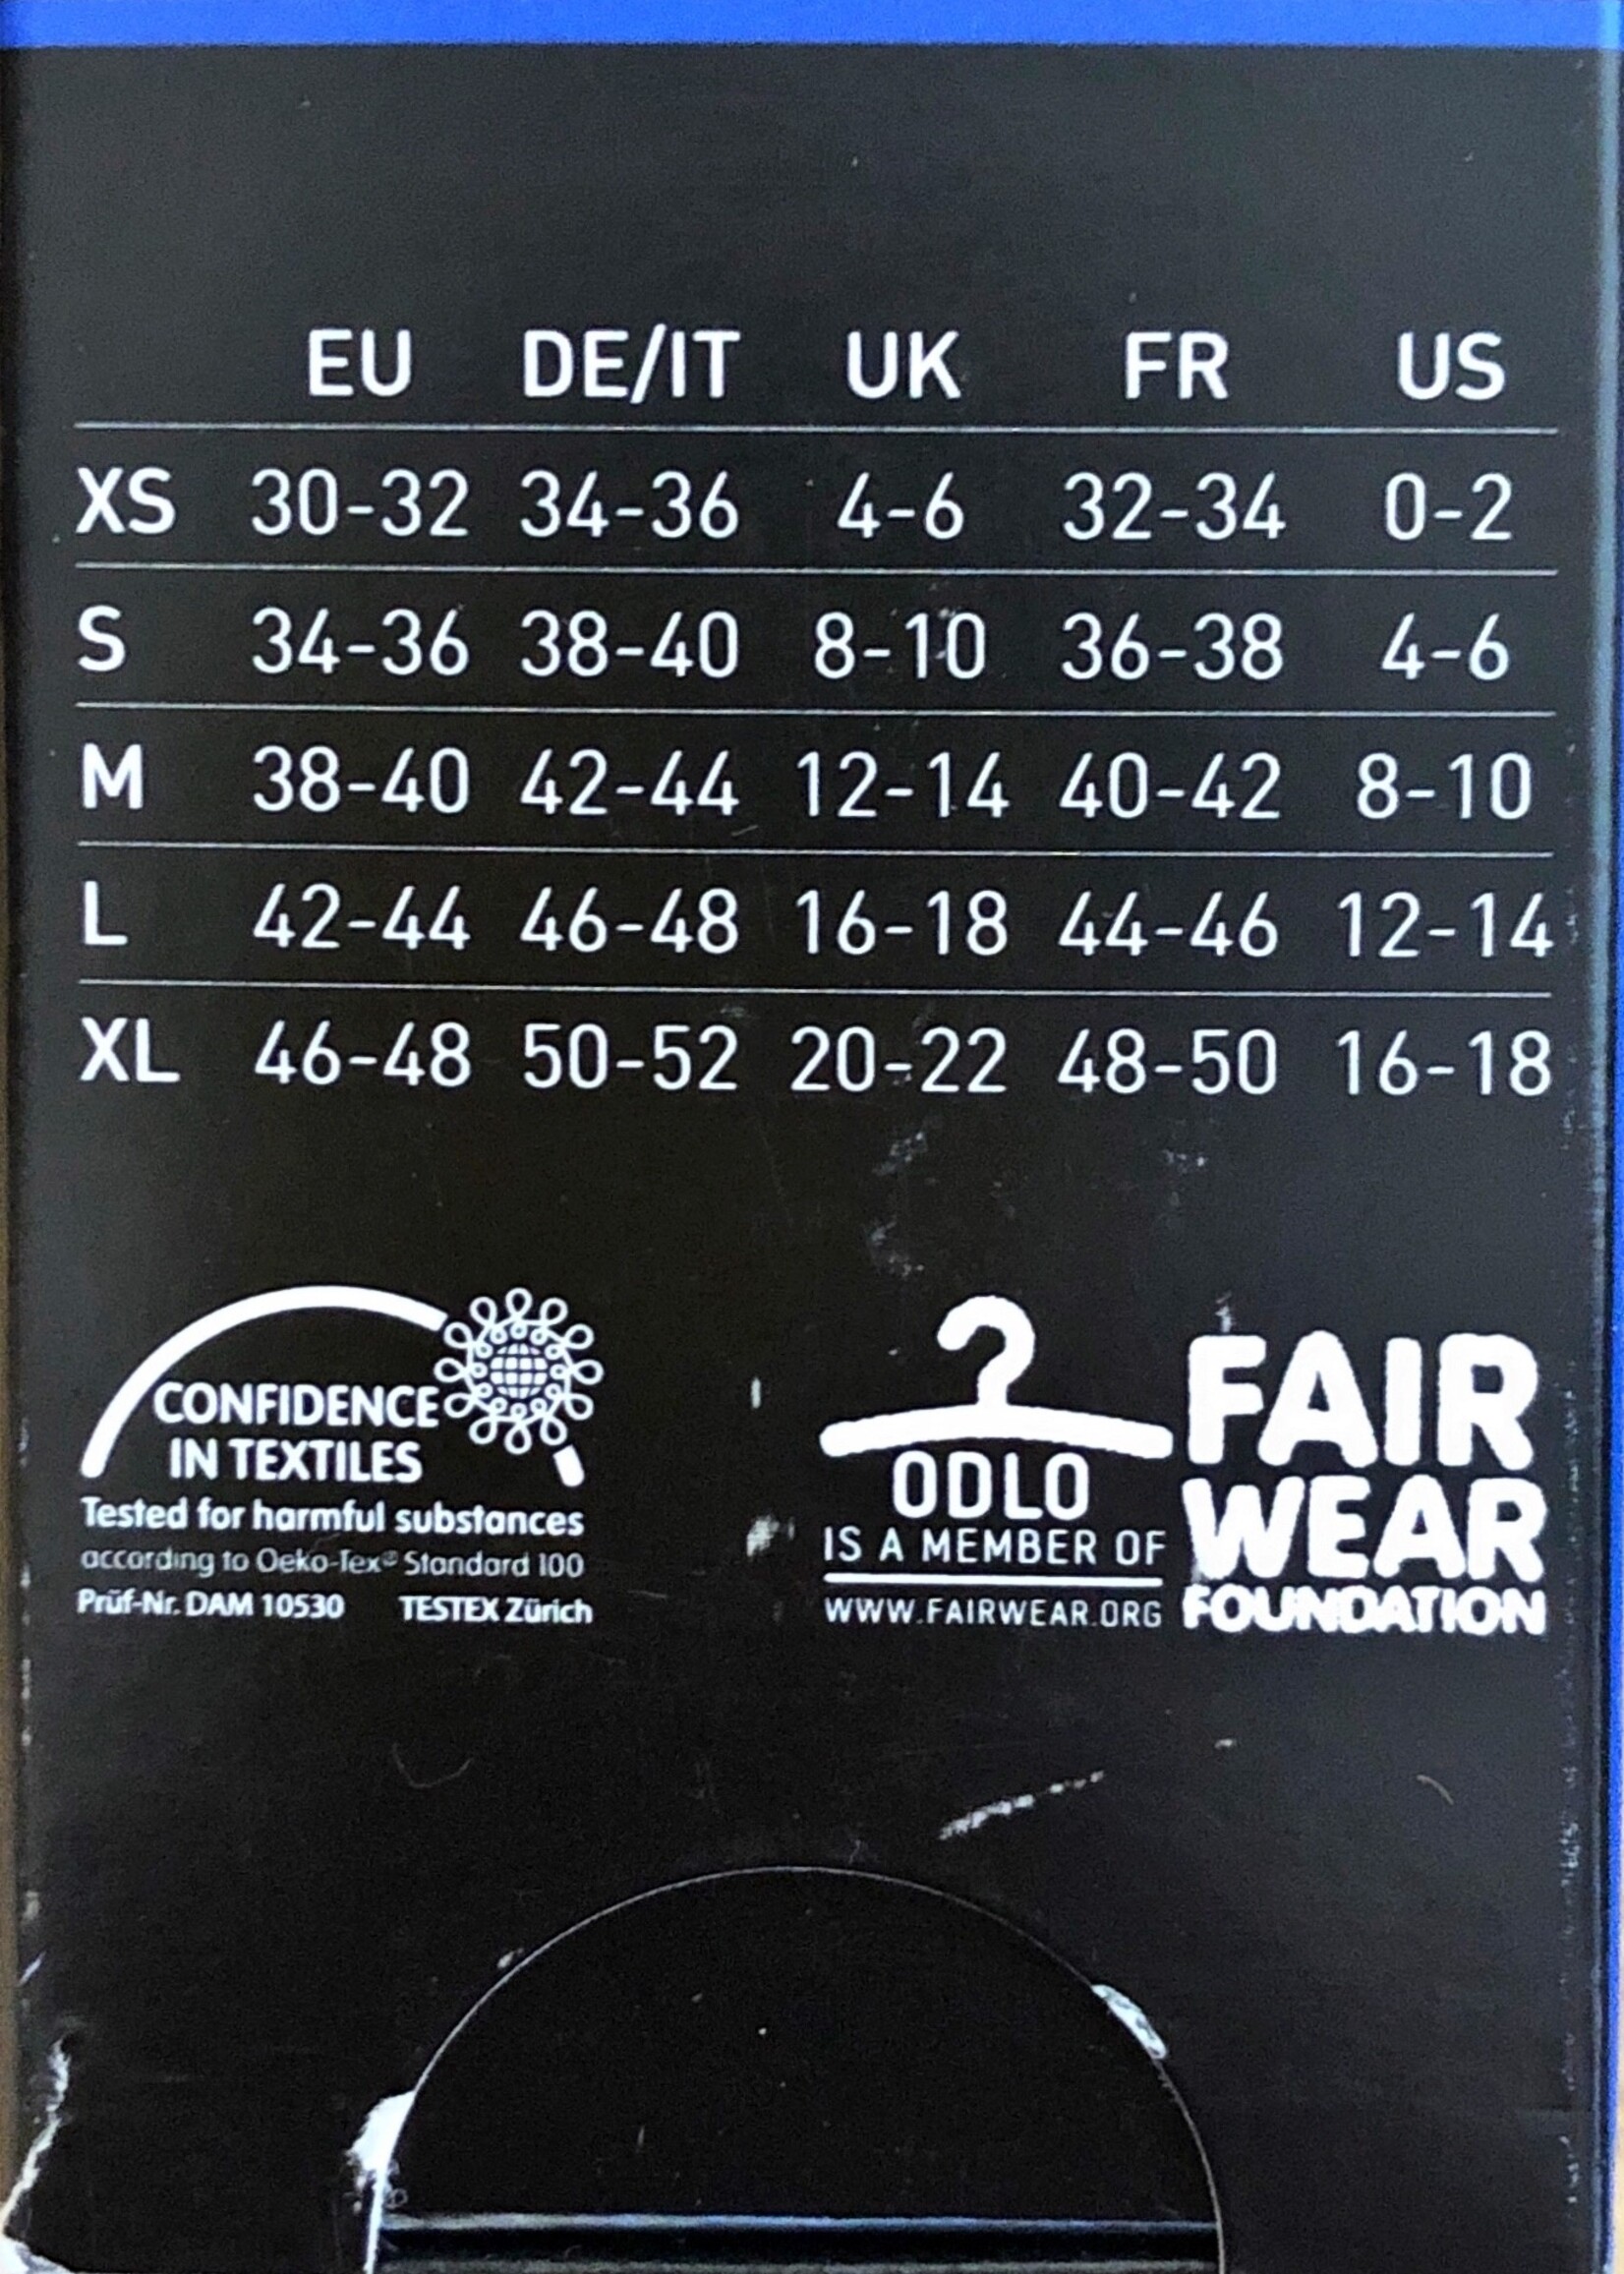 EU DE/IT UK FR US
XS 30-32 34-36 4-6 32-34 0-2
S 34-36 38-40 8-10 36-38 4-6
M 38-40 42-44 12-14 40-42 8-10
L 42-44 46-48 16-18 44-46 12-14
XL 46-48 50-52 20-22 48-50 16-18
CONFIDENCE
IN TEXTILES
Tested for harmful substances
according to Oeko-Tex® Standard 100
Prüf-Nr. DAM 10530 TESTEX Zürich
ODLO
IS A MEMBER OF
WWW.FAIRWEAR.ORG
FAIR
WEAR
FOUNDATION